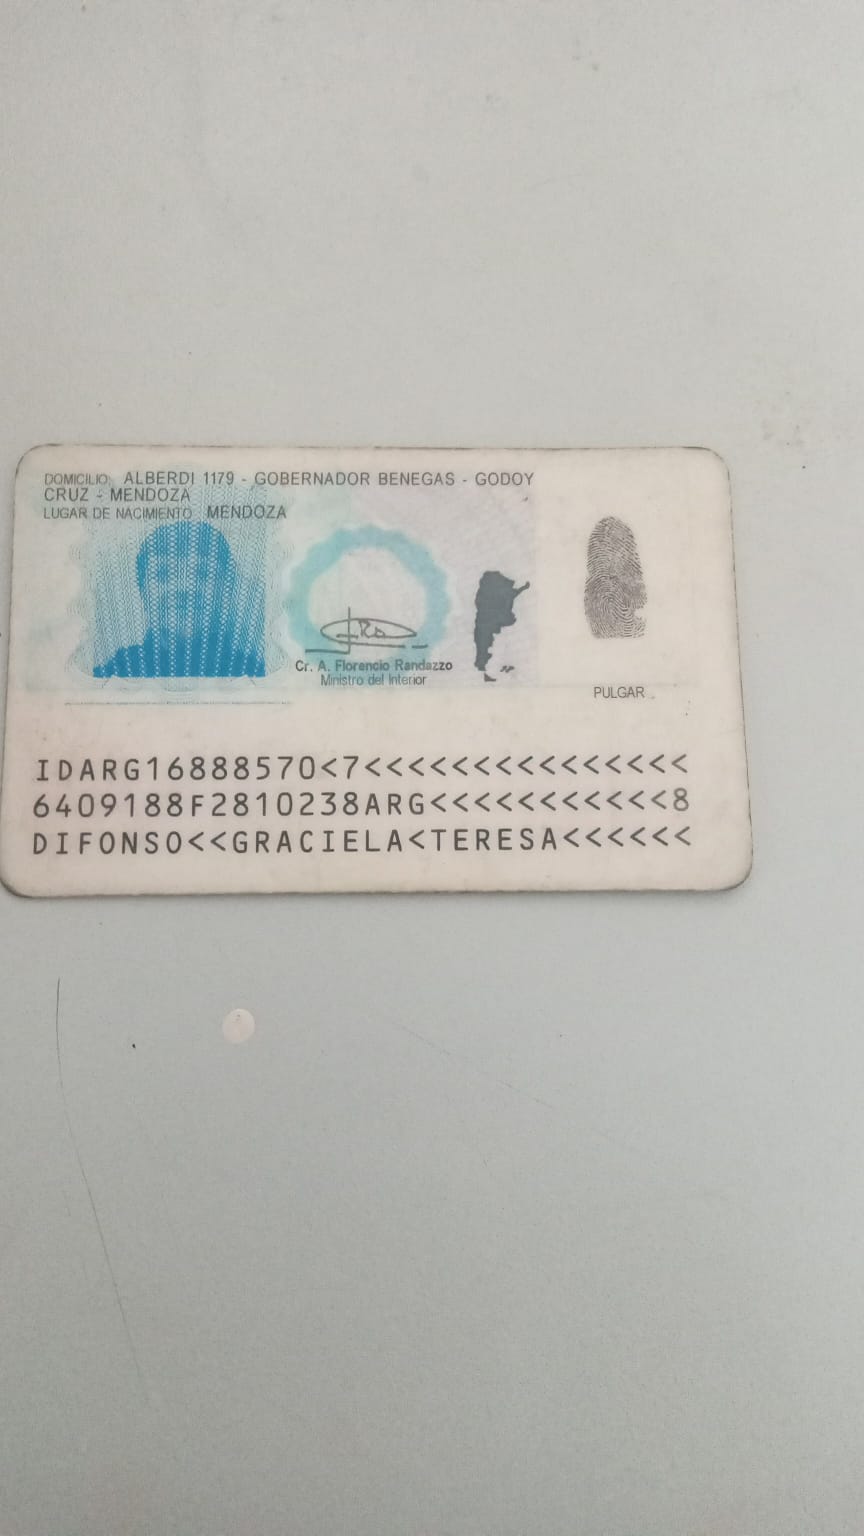 DOMICILIO: ALBERDI 1179 - GOBERNADOR BENEGAS - GODOY
CRUZ - MENDOZA
LUGAR DE NACIMIENTO MENDOZA
Cr. A. Florencio Randazzo
Ministro del Interior
PULGAR
IDARG16888570<7<<<<<<<<<<<<<<<
6409188F2810238ARG<<<<<<<<<<<8
DIFONSO<<GRACIELA<TERESA<<<<<<